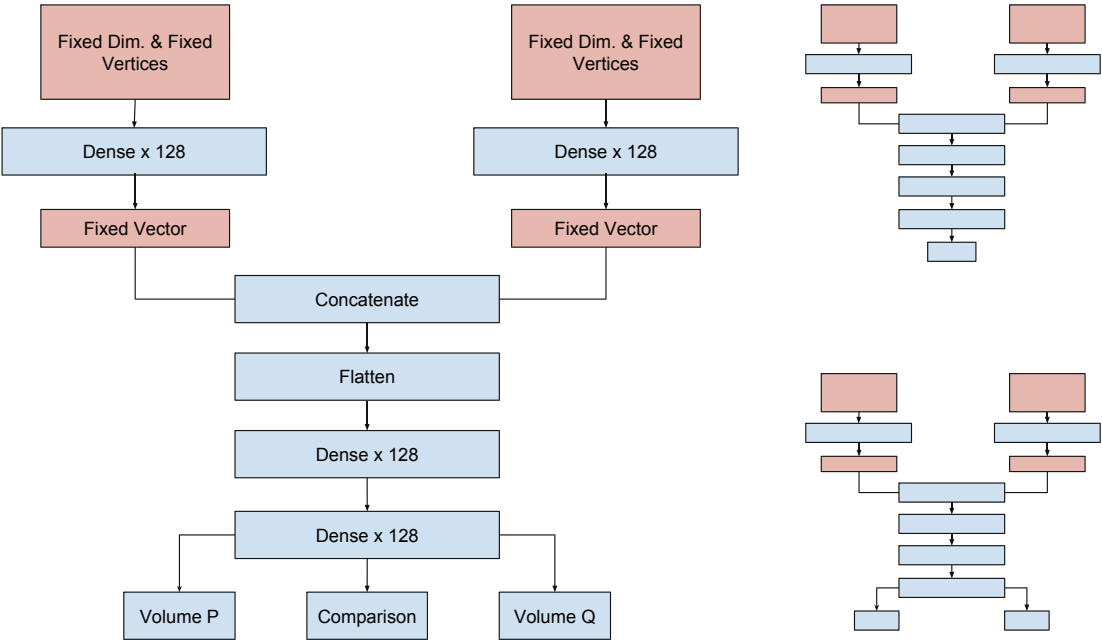 Fixed Dim. & Fixed
Vertices
Fixed Dim. & Fixed
Vertices
Dense x 128
Dense x 128
Fixed Vector
Fixed Vector
Concatenate
Flatten
Dense x 128
Dense x 128
Volume P
Comparison
Volume Q